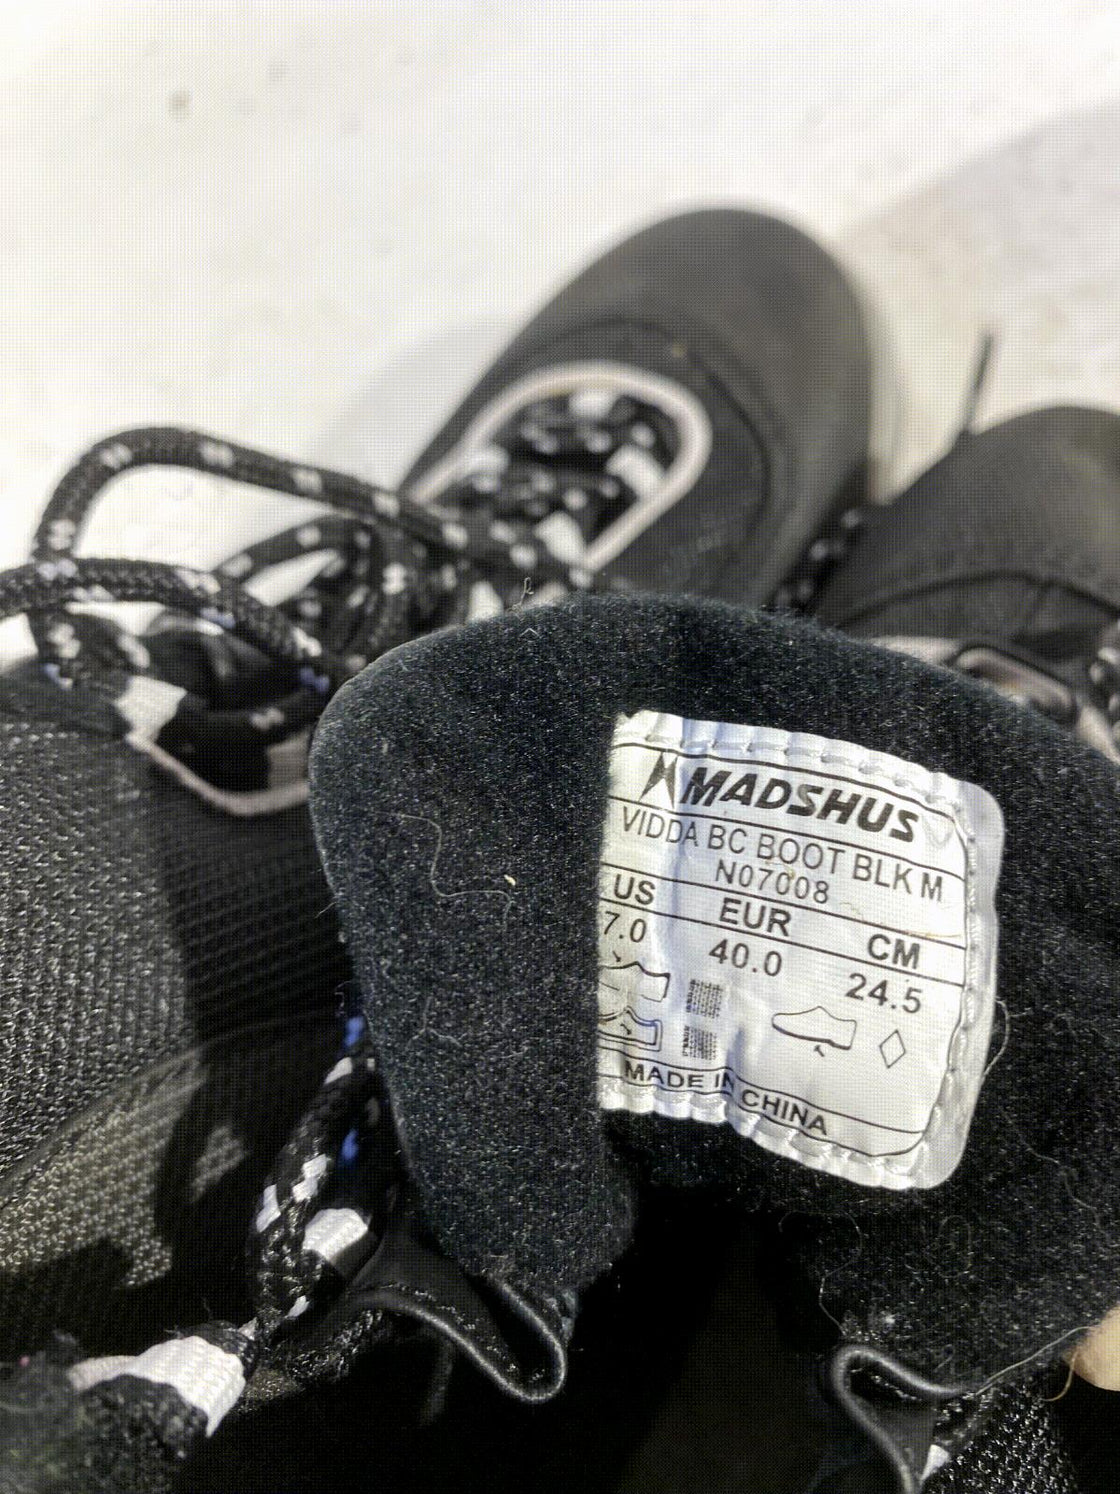 MADSHUS
VIDDA BC BOOT BLK M
N07008
US EUR CM
7.0 40.0 24.5
MADE IN CHINA